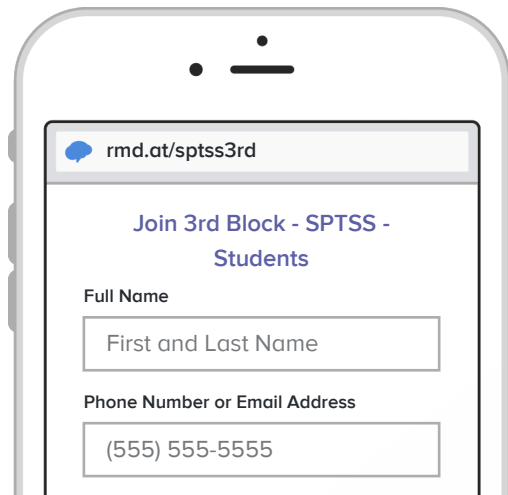 rmd.at/sptss3rd
Join 3rd Block - SPTSS -
Students
Full Name
First and Last Name
Phone Number or Email Address
(555) 555-5555